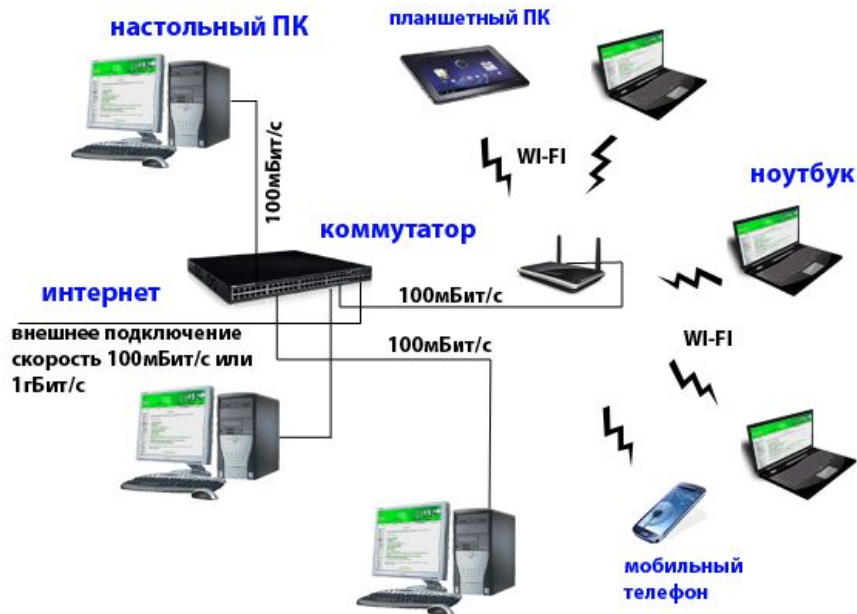 настольный ПК
планшетный ПК
100мБит/с
WI-FI
ноутбук
коммутатор
интернет
100мБит/с
внешнее подключение
скорость 100мБит/с или
1гБит/с
100мБит/с
WI-FI
мобильный
телефон